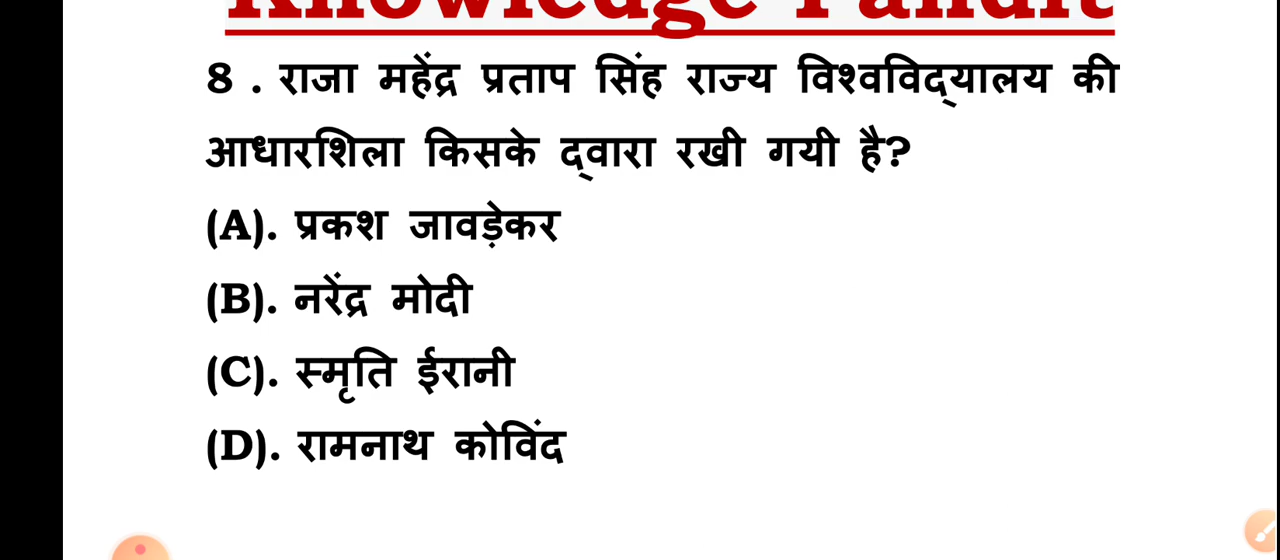 Knowledge Pandit
8 . राजा महेंद्र प्रताप सिंह राज्य विश्वविद्यालय की
आधारशिला किसके द्वारा रखी गयी है?
(A). प्रकश जावड़ेकर
(B). नरेंद्र मोदी
(C). स्मृति ईरानी
(D). रामनाथ कोविंद